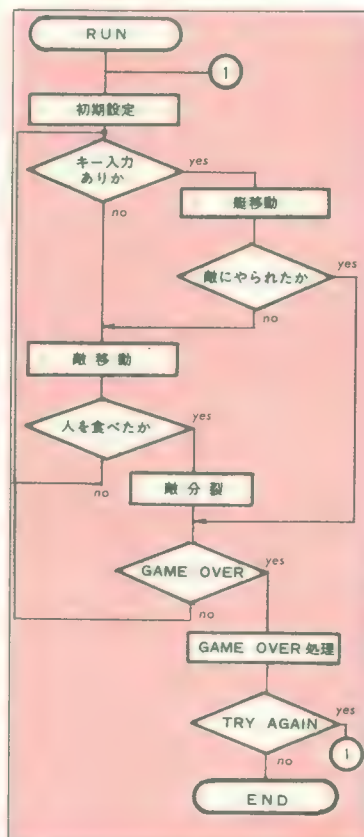 RUN
1
初期設定
キー入力
ありか
yes
no
艇移動
敵にやられたか
yes
no
敵移動
人を食べたか
yes
no
敵分裂
GAME OVER
yes
no
GAME OVER 処理
TRY AGAIN
yes
no
1
END